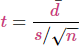 t = d̄ / (s/√n)